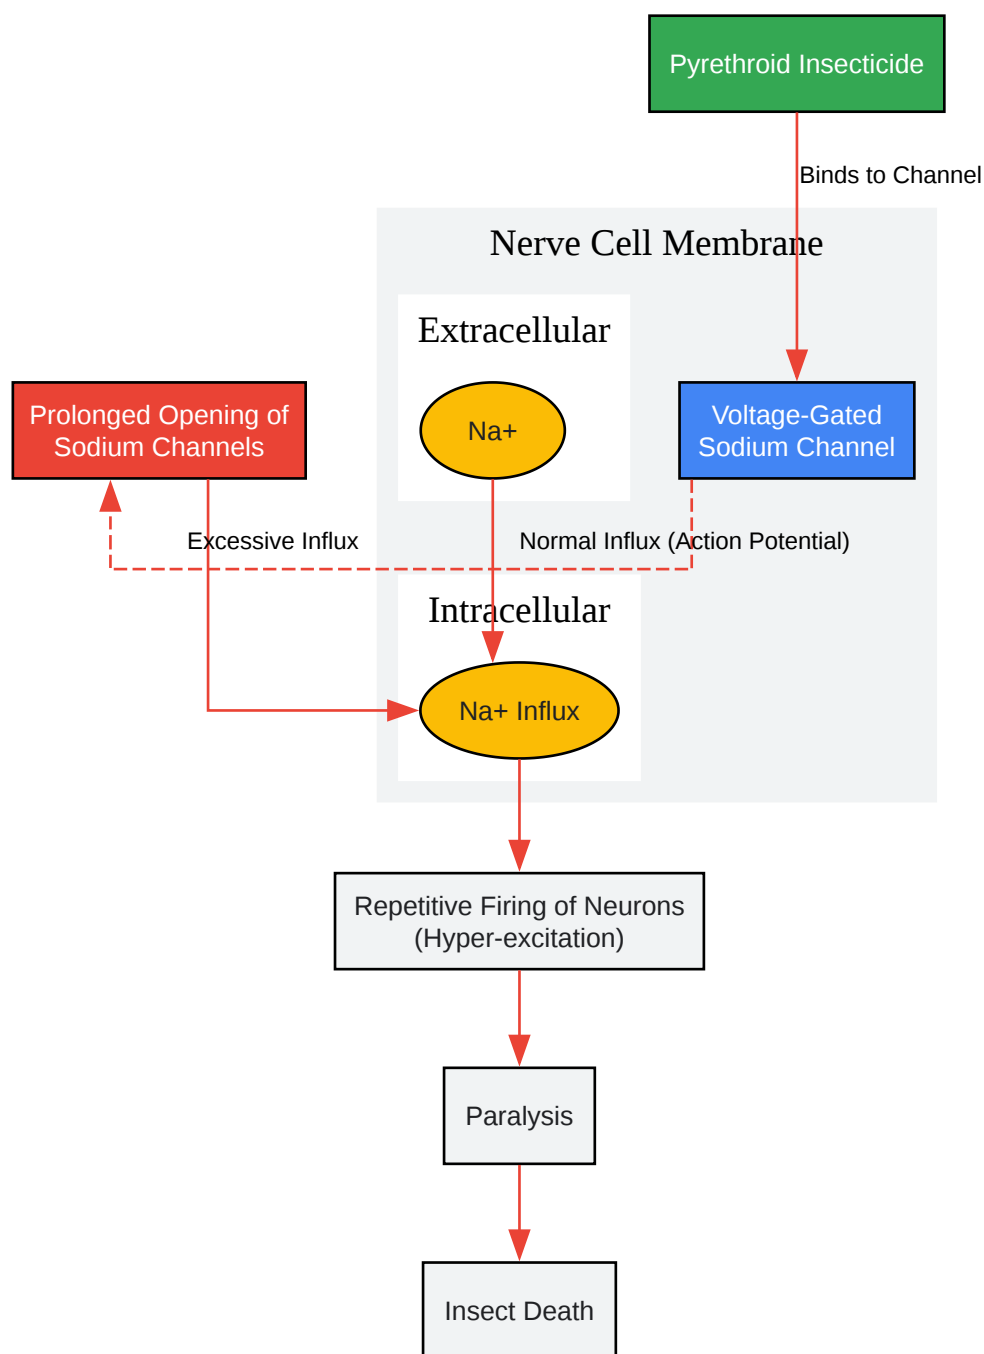 Pyrethroid Insecticide
Binds to Channel
Nerve Cell Membrane
Extracellular
Prolonged Opening of
Sodium Channels
Na+
Voltage-Gated
Sodium Channel
Excessive Influx
Normal Influx (Action Potential)
Intracellular
Na+ Influx
Repetitive Firing of Neurons
(Hyper-excitation)
Paralysis
Insect Death